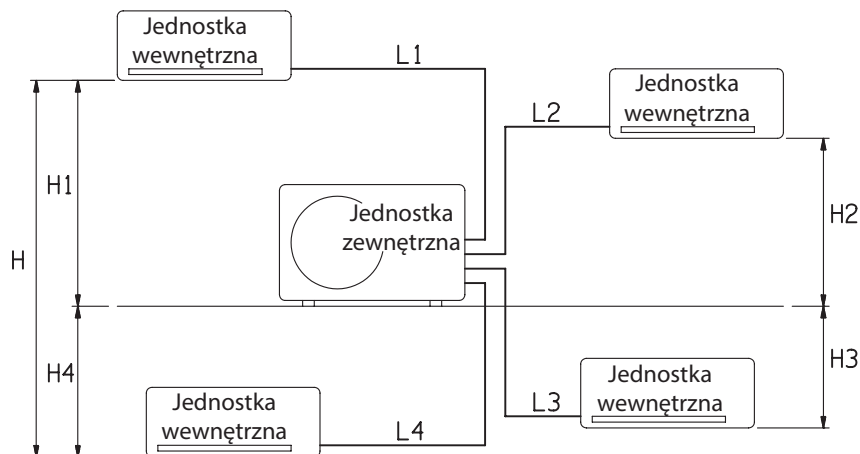 Jednostka
wewnętrzna
L1
Jednostka
wewnętrzna
L2
H1
H2
Jednostka
zewnętrzna
H
H4
H3
Jednostka
wewnętrzna
L3
Jednostka
wewnętrzna
L4